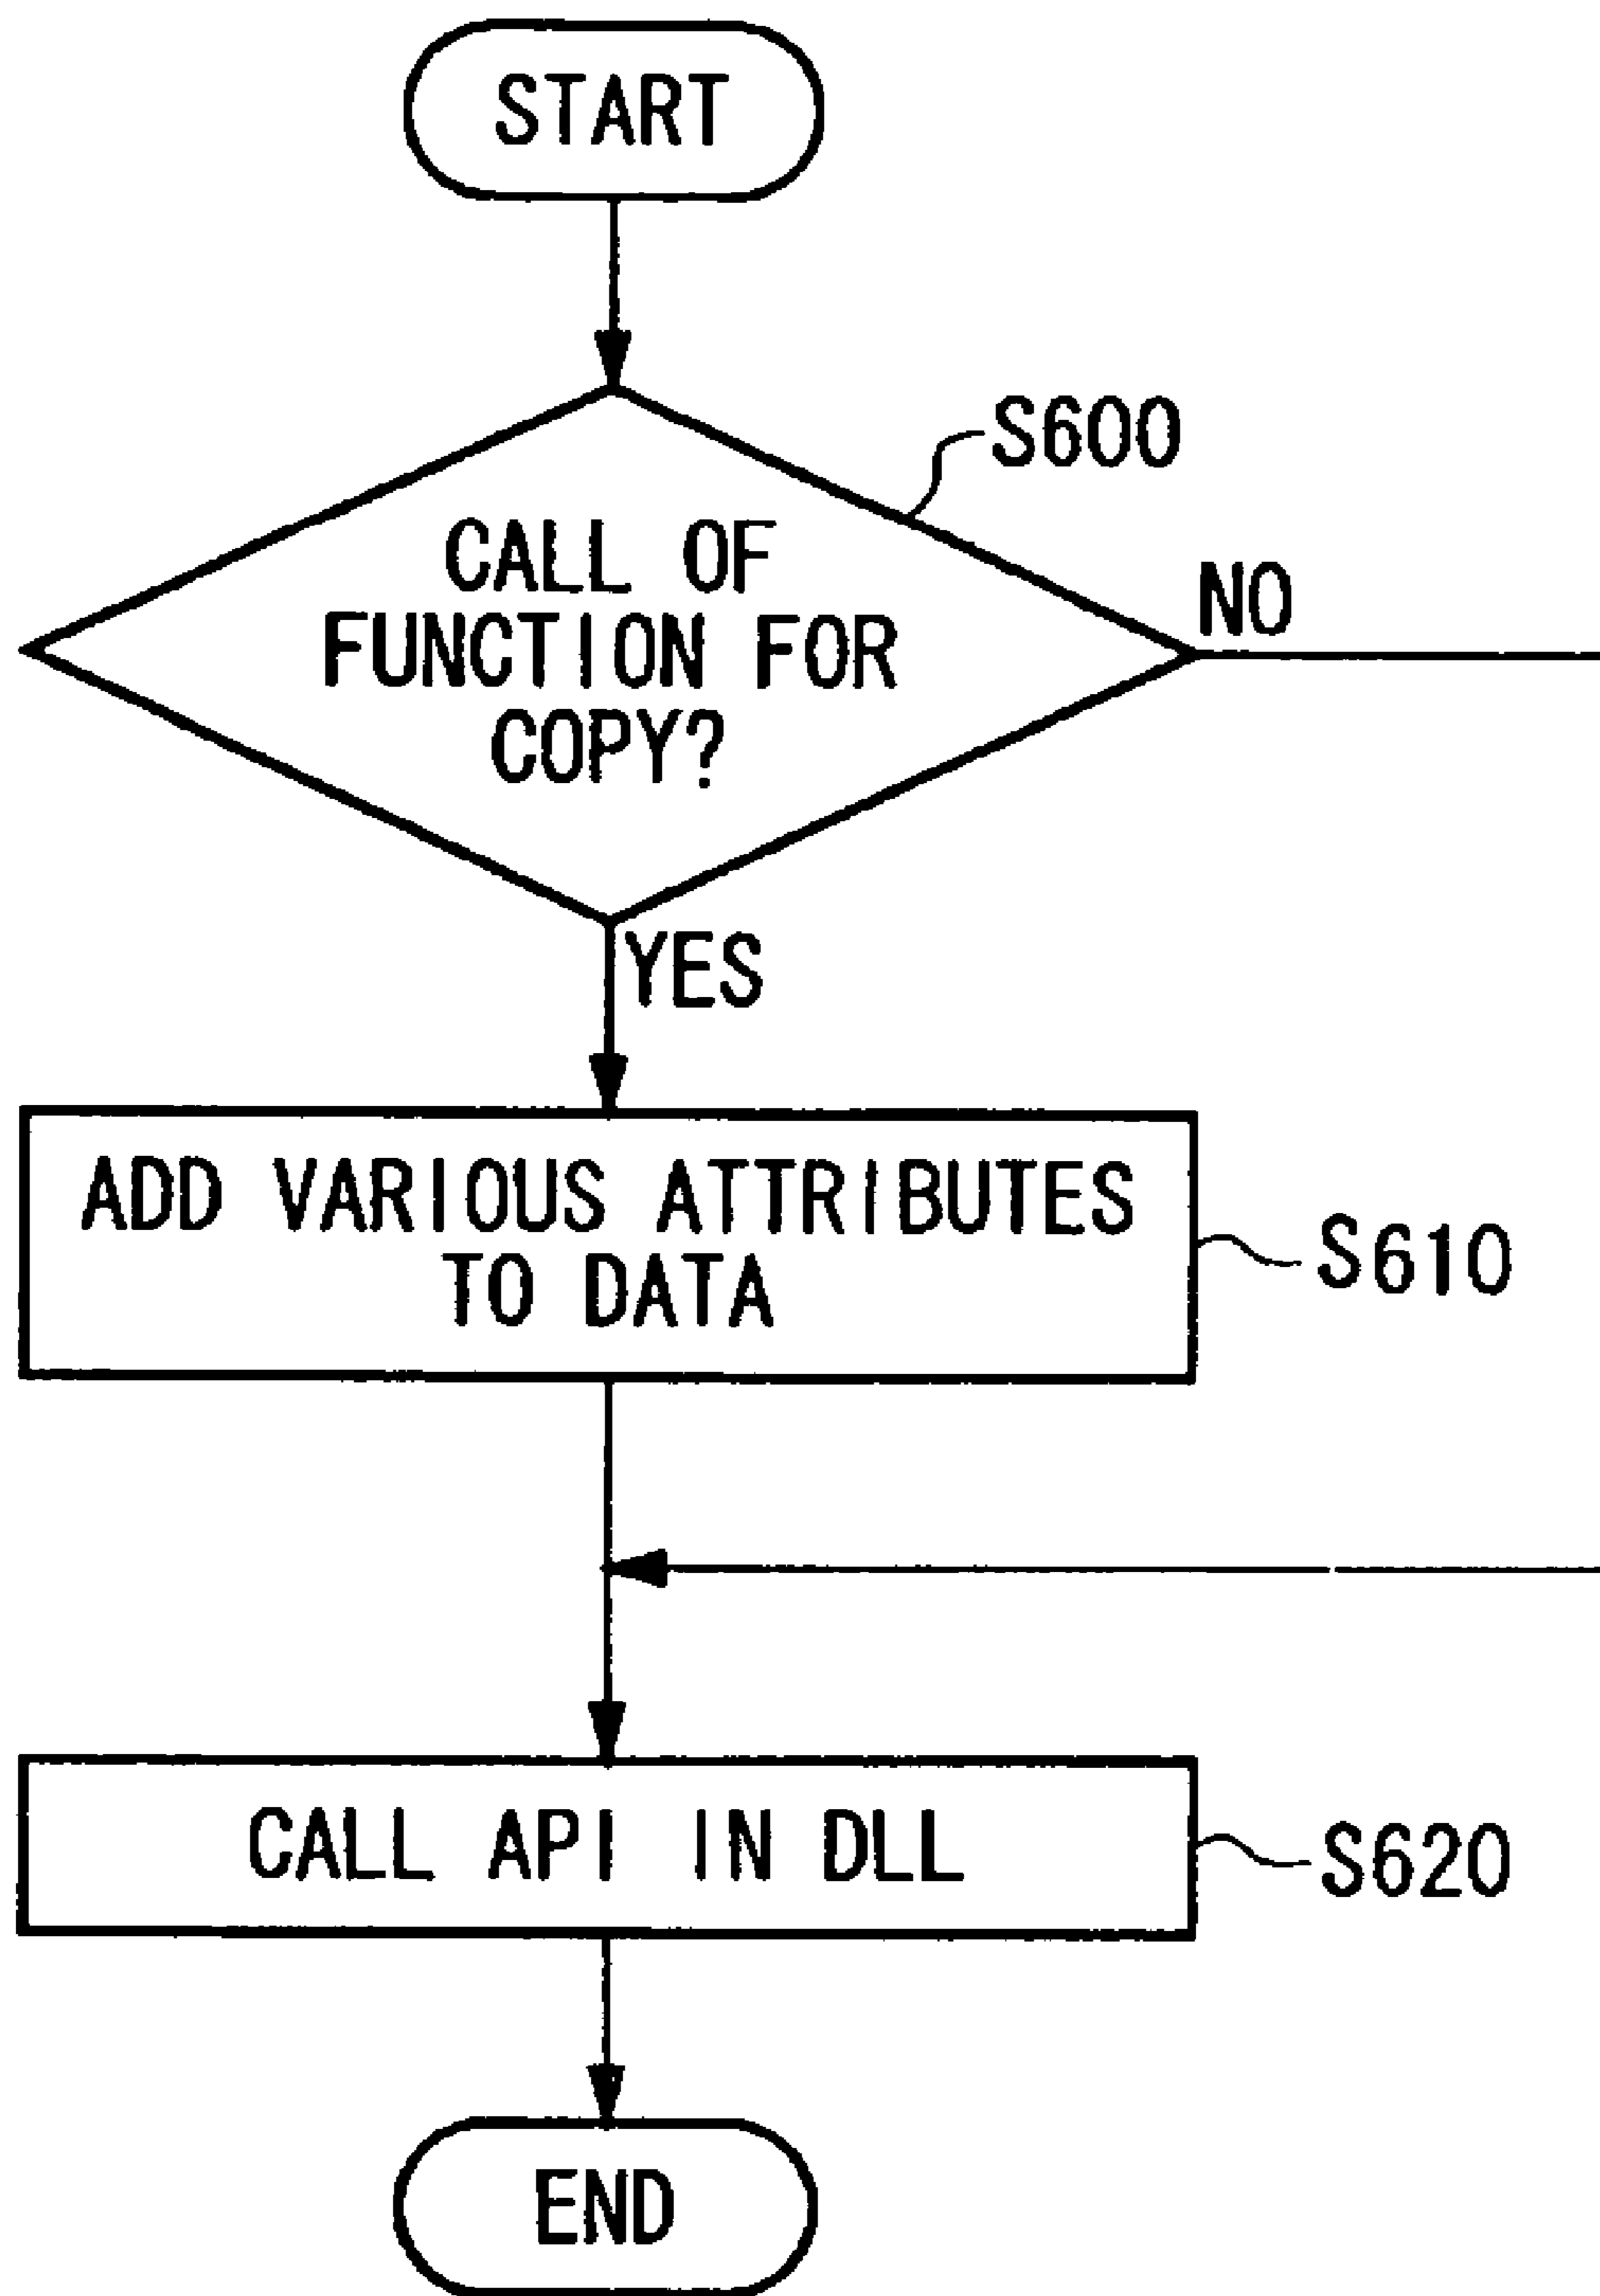 START
S600
CALL OF
FUNCTION FOR
COPY?
NO
YES
ADD VARIOUS ATTRIBUTES
TO DATA
S610
CALL API IN DLL
S620
END